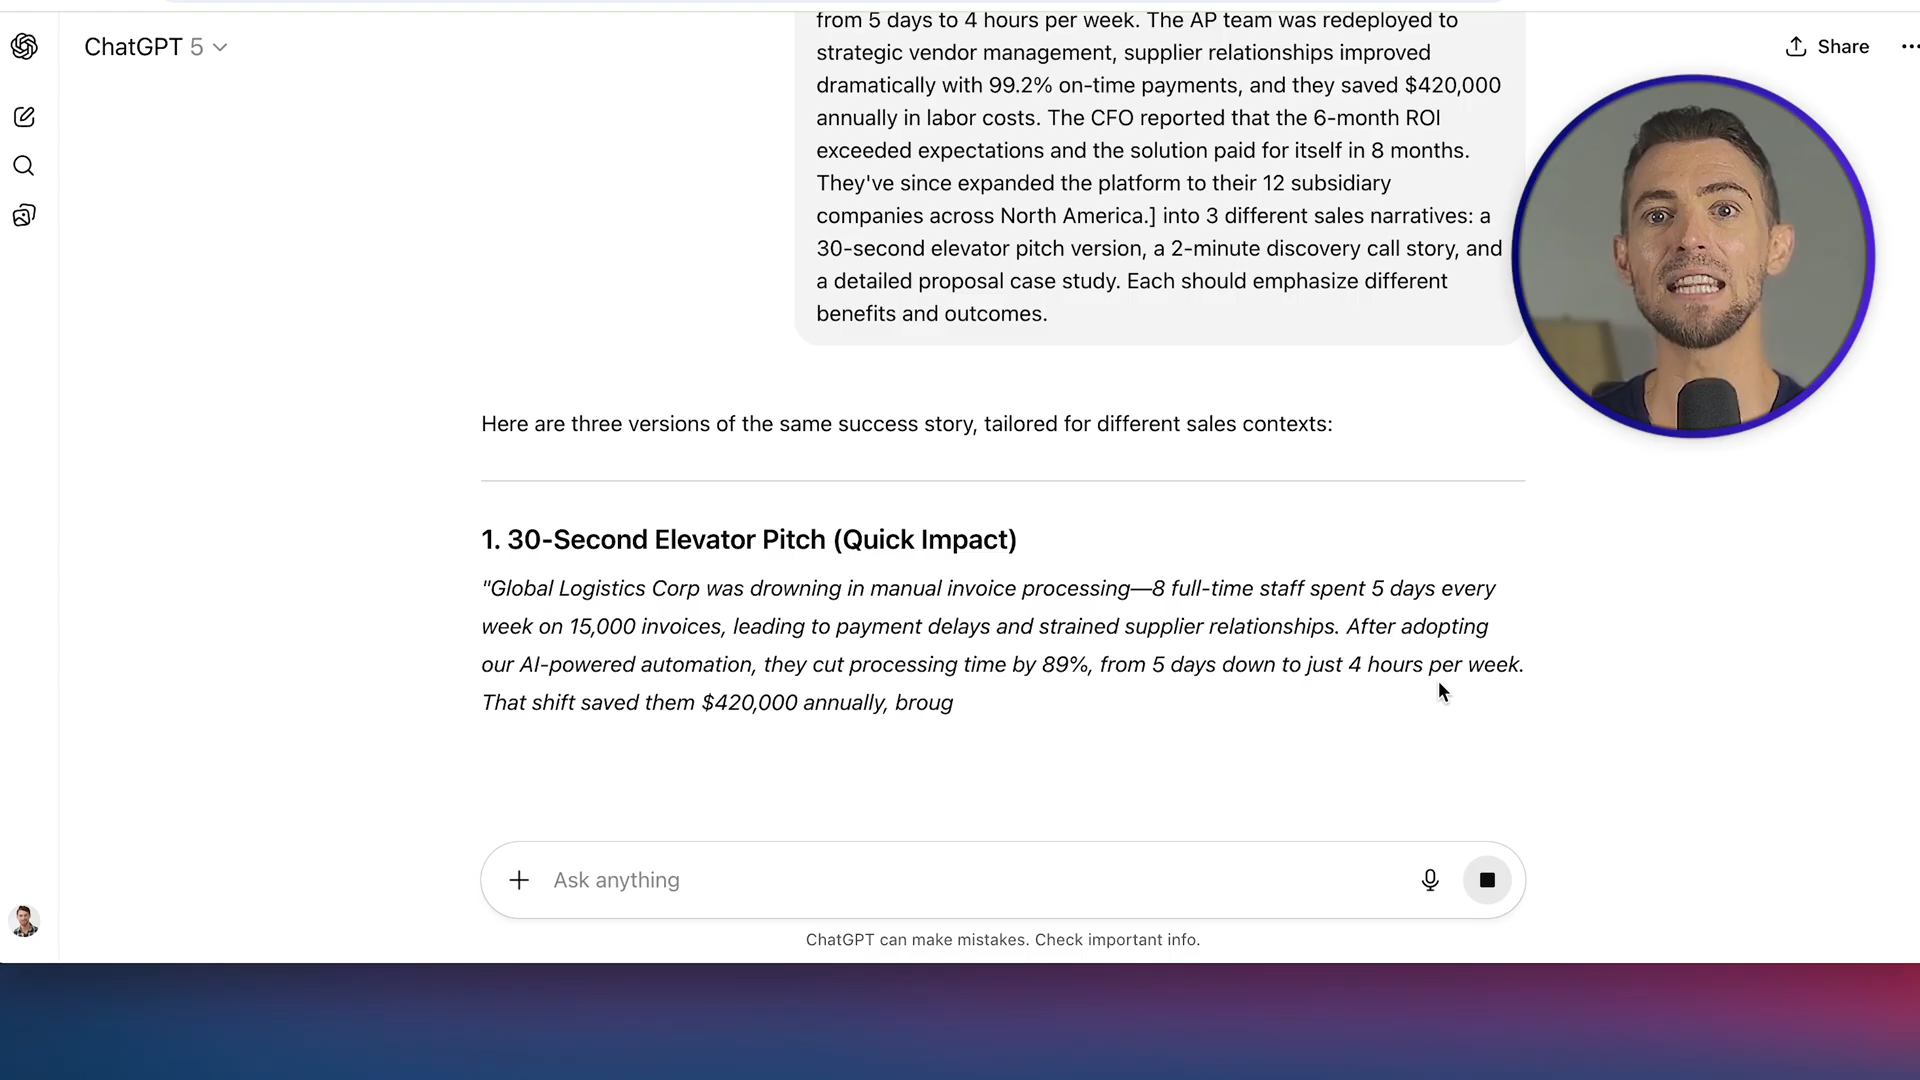 from 5 days to 4 hours per week. The AP team was redeployed to
ChatGPT 5
Share
strategic vendor management, supplier relationships improved
dramatically with 99.2% on-time payments, and they saved $420,000
annually in labor costs. The CFO reported that the 6-month ROI
exceeded expectations and the solution paid for itself in 8 months.
They've since expanded the platform to their 12 subsidiary
companies across North America.] into 3 different sales narratives: a
30-second elevator pitch version, a 2-minute discovery call story, and
a detailed proposal case study. Each should emphasize different
benefits and outcomes.
Here are three versions of the same success story, tailored for different sales contexts:
1. 30-Second Elevator Pitch (Quick Impact)
"Global Logistics Corp was drowning in manual invoice processing—8 full-time staff spent 5 days every
week on 15,000 invoices, leading to payment delays and strained supplier relationships. After adopting
our AI-powered automation, they cut processing time by 89%, from 5 days down to just 4 hours per week.
That shift saved them $420,000 annually, broug
Ask anything
ChatGPT can make mistakes. Check important info.